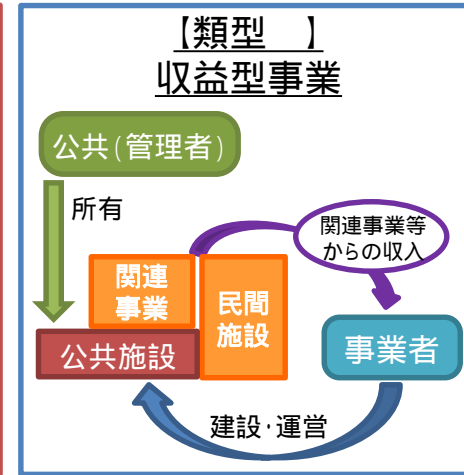 【類型　】
収益型事業
公共(管理者)
所有
関連事業等
からの収入
関連
事業
民間
施設
公共施設
事業者
建設・運営